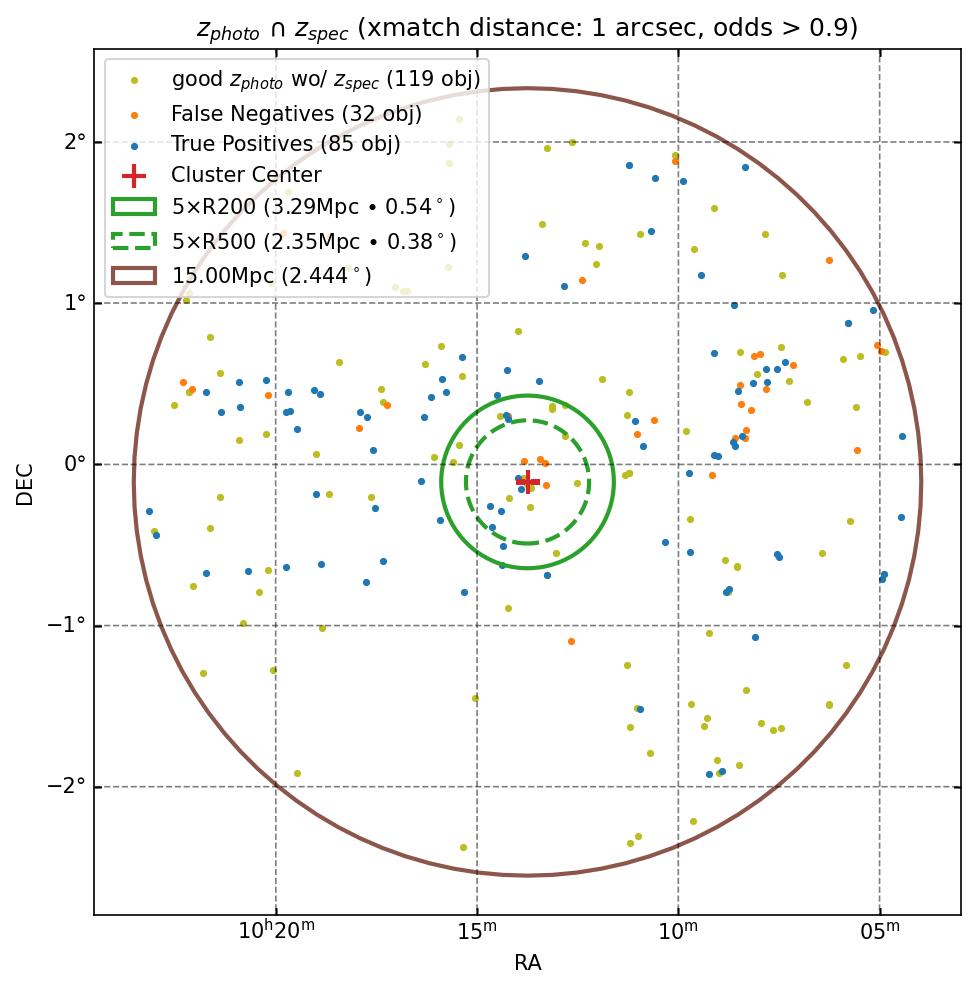 z_photo ∩ z_spec (xmatch distance: 1 arcsec, odds > 0.9)
good z_photo wo/ z_spec (119 obj)
False Negatives (32 obj)
True Positives (85 obj)
Cluster Center
5×R200 (3.29Mpc • 0.54°)
5×R500 (2.35Mpc • 0.38°)
15.00Mpc (2.444°)
2°
1°
0°
−1°
−2°
DEC
10ʰ20ᵐ 15ᵐ 10ᵐ 05ᵐ
RA